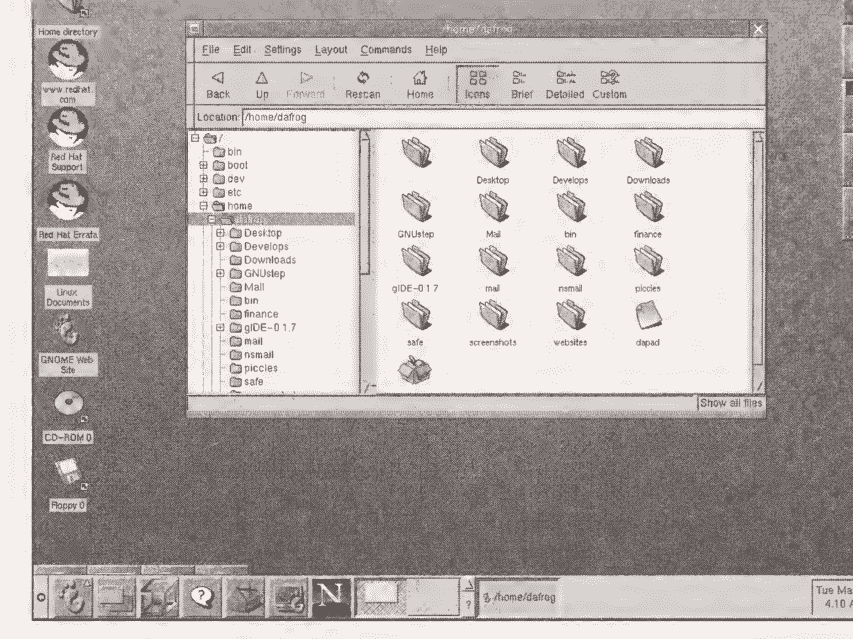 Home directory
www.redhat.
com
Red Hat
Support
Red Hat Errata
Linux
Documents
GNOME Web
Site
CD-ROM 0
Floppy 0
/home/dafrog
File Edit Settings Layout Commands Help
Back Up Forward Rescan Home Icons Brief Detailed Custom
Location: /home/dafrog
/
bin
boot
dev
etc
home
Desktop
Develops
Downloads
GNUstep
Mail
bin
finance
gIDE-0.1.7
mail
nsmail
piccies
safe
Desktop Develops Downloads
GNUstep Mail bin finance
gIDE-0.1.7 mail nsmail piccies
safe screenshots websites dapad
Show all files
N
?
/home/dafrog
Tue Ma
4.10 A